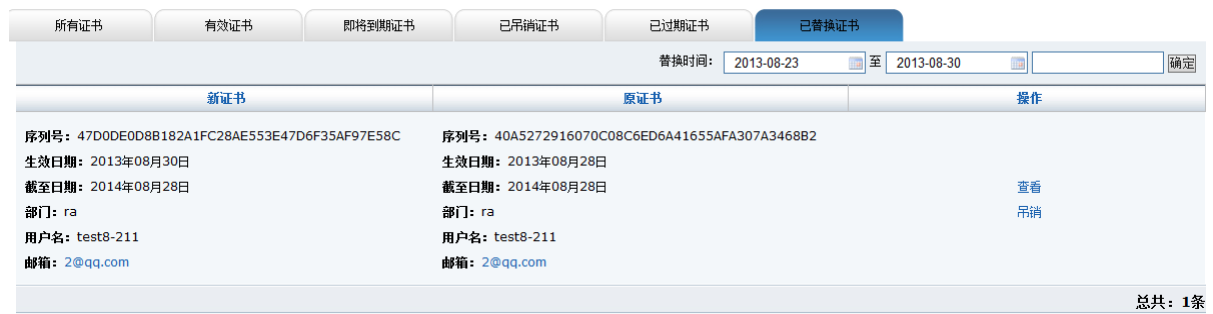 所有证书 有效证书 即将到期证书 已吊销证书 已过期证书 已替换证书
替换时间： 2013-08-23 至 2013-08-30 确定
新证书 原证书 操作
序列号：47D0DE0D8B182A1FC28AE553E47D6F35AF97E58C 序列号：40A5272916070C08C6ED6A41655AFA307A3468B2
生效日期：2013年08月30日 生效日期：2013年08月28日
截至日期：2014年08月28日 截至日期：2014年08月28日 查看
部门：ra 部门：ra 吊销
用户名：test8-211 用户名：test8-211
邮箱：2@qq.com 邮箱：2@qq.com
总共：1条